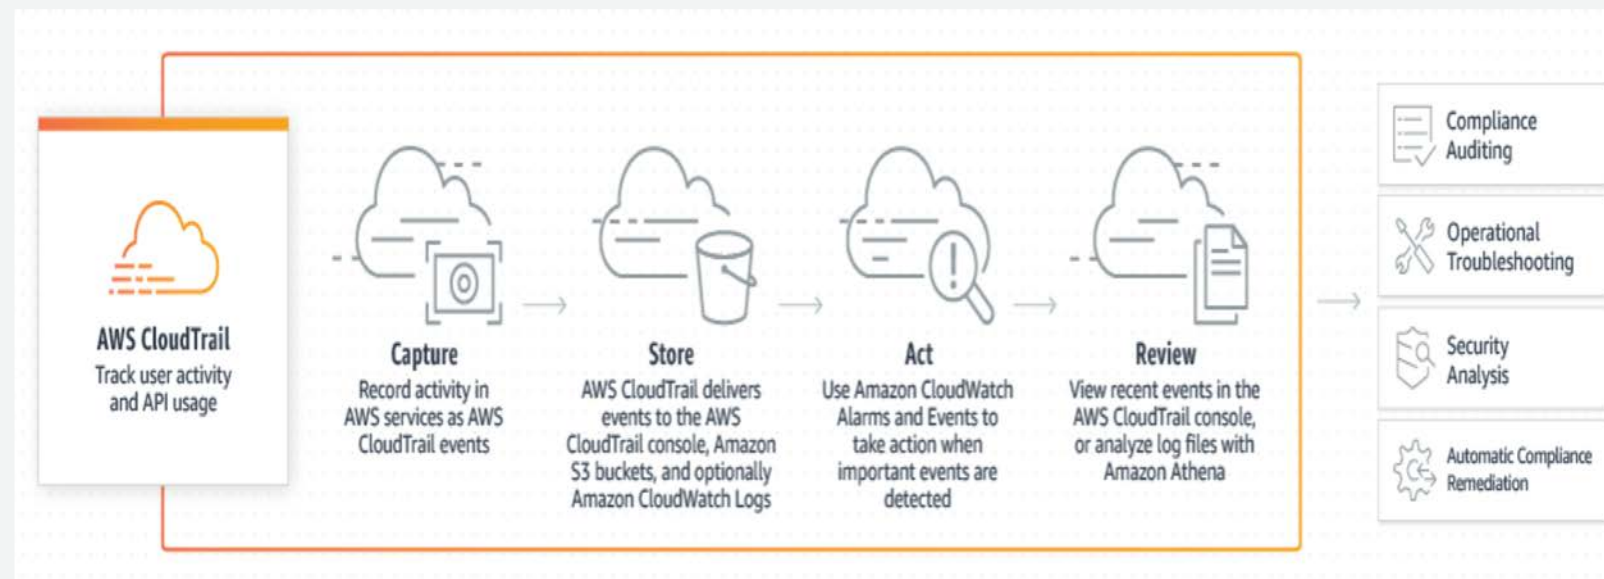 AWS CloudTrail
Track user activity
and API usage
Capture
Record activity in
AWS services as AWS
CloudTrail events
Store
AWS CloudTrail delivers
events to the AWS
CloudTrail console, Amazon
S3 buckets, and optionally
Amazon CloudWatch Logs
Act
Use Amazon CloudWatch
Alarms and Events to
take action when
important events are
detected
Review
View recent events in the
AWS CloudTrail console,
or analyze log files with
Amazon Athena
Compliance
Auditing
Operational
Troubleshooting
Security
Analysis
Automatic Compliance
Remediation